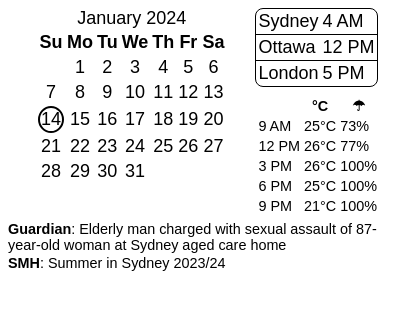 January 2024
Su Mo Tu We Th Fr Sa
1 2 3 4 5 6
7 8 9 10 11 12 13
14 15 16 17 18 19 20
21 22 23 24 25 26 27
28 29 30 31
Sydney 4 AM
Ottawa 12 PM
London 5 PM
°C ☂
9 AM 25°C 73%
12 PM 26°C 77%
3 PM 26°C 100%
6 PM 25°C 100%
9 PM 21°C 100%
Guardian: Elderly man charged with sexual assault of 87-
year-old woman at Sydney aged care home
SMH: Summer in Sydney 2023/24